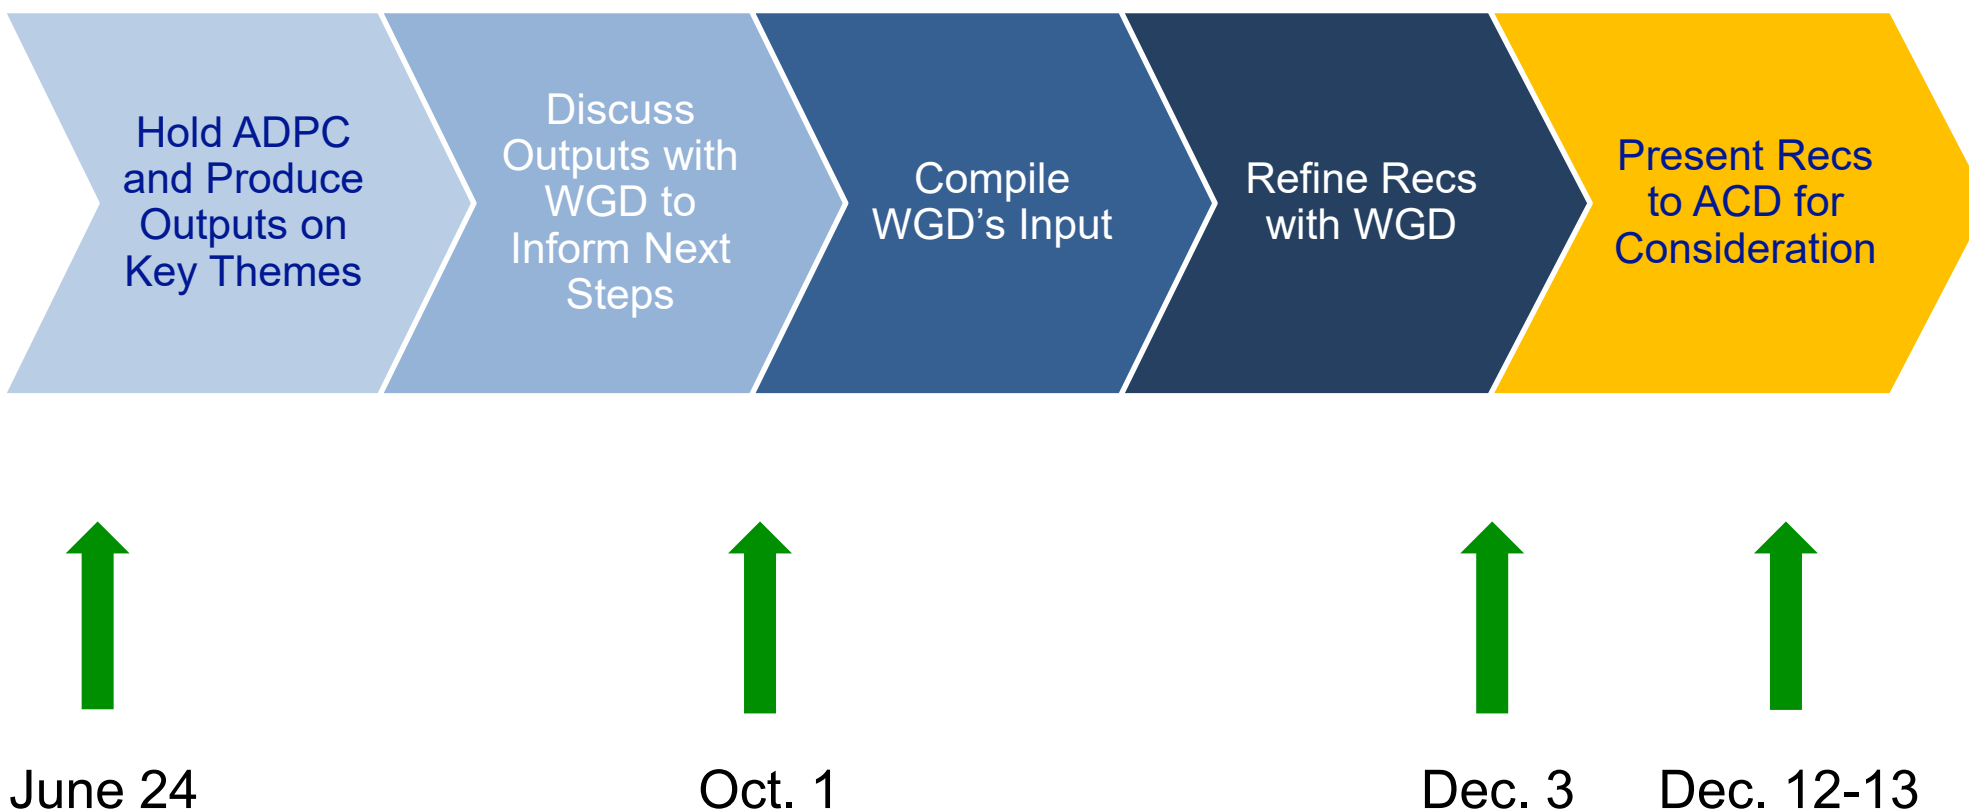 Hold ADPC
and Produce
Outputs on
Key Themes
Discuss
Outputs with
WGD to
Inform Next
Steps
Compile
WGD's Input
Refine Recs
with WGD
Present Recs
to ACD for
Consideration
June 24
Oct. 1
Dec. 3
Dec. 12-13